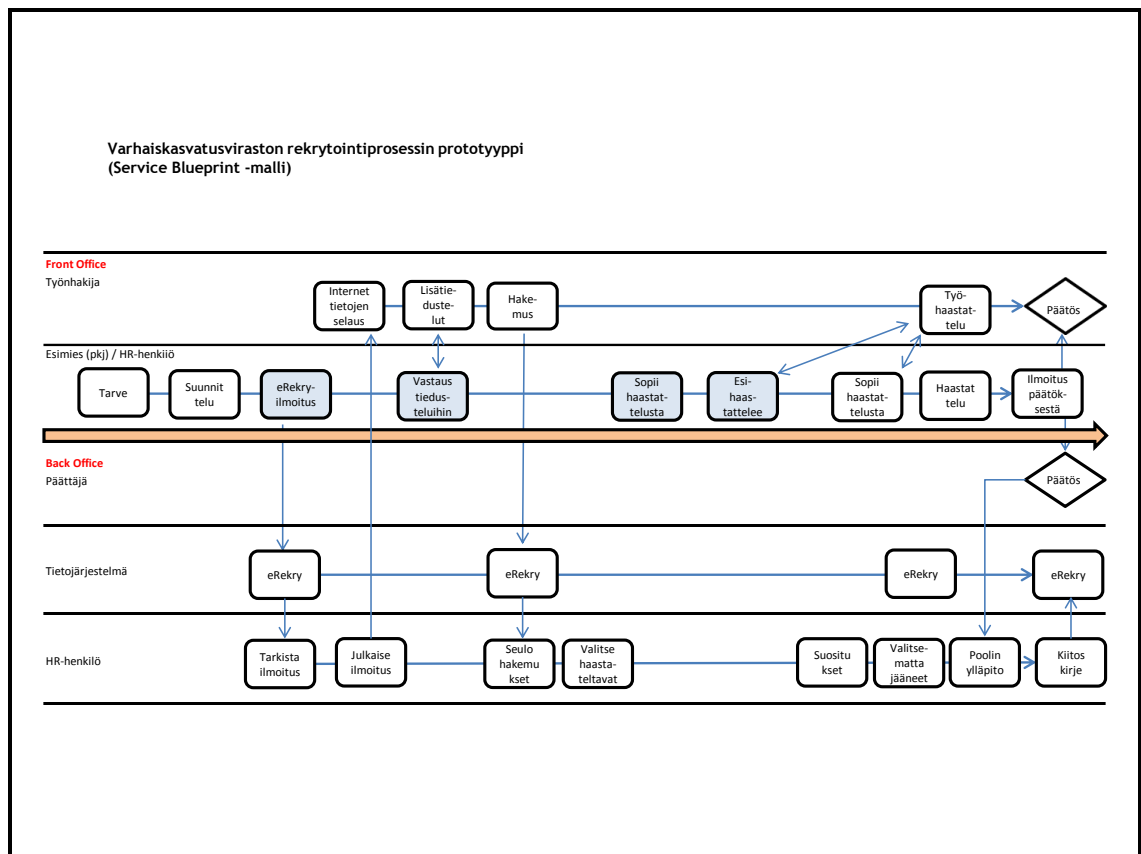 Varhaiskasvatusviraston rekrytointiprosessin prototyyppi
(Service Blueprint -malli)
Front Office
Työnhakija
Internet
tietojen
selaus
Lisätie-
dustelu-
lut
Hake-
mus
Työ-
haastat-
telu
Päätös
Esimies (pkj) / HR-henkiiö
Tarve
Suunnit
telu
eRekry-
ilmoitus
Vastaus
tiedus-
teluihin
Sopii
haastat-
telusta
Esi-
haas-
tattelee
Sopii
haastat-
telusta
Haastat
telu
Ilmoitus
päätök-
sestä
Back Office
Päättäjä
Päätös
Tietojärjestelmä
eRekry
eRekry
eRekry
eRekry
HR-henkilö
Tarkista
ilmoitus
Julkaise
ilmoitus
Seulo
hakemu
kset
Valitse
haasta-
teltavat
Suositu
kset
Valitse-
matta
jääneet
Poolin
ylläpito
Kiitos
kirje